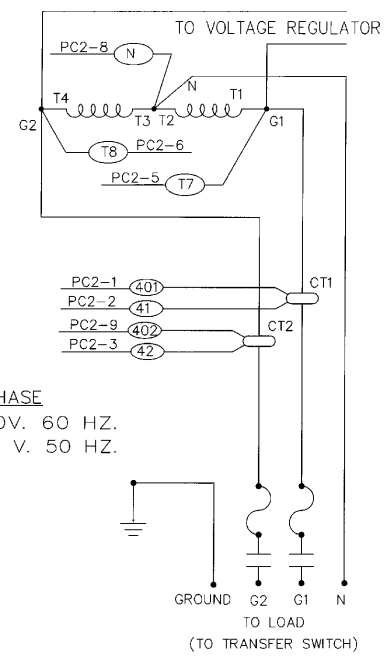 TO VOLTAGE REGULATOR
PC2-8 N
N
T4 T3 T2 T1
G2 G1
T8 PC2-6
PC2-5 T7
PC2-1 401 CT1
PC2-2 41
PC2-9 402 CT2
PC2-3 42
HASE
0V. 60 HZ.
V. 50 HZ.
GROUND G2 G1 N
TO LOAD
(TO TRANSFER SWITCH)